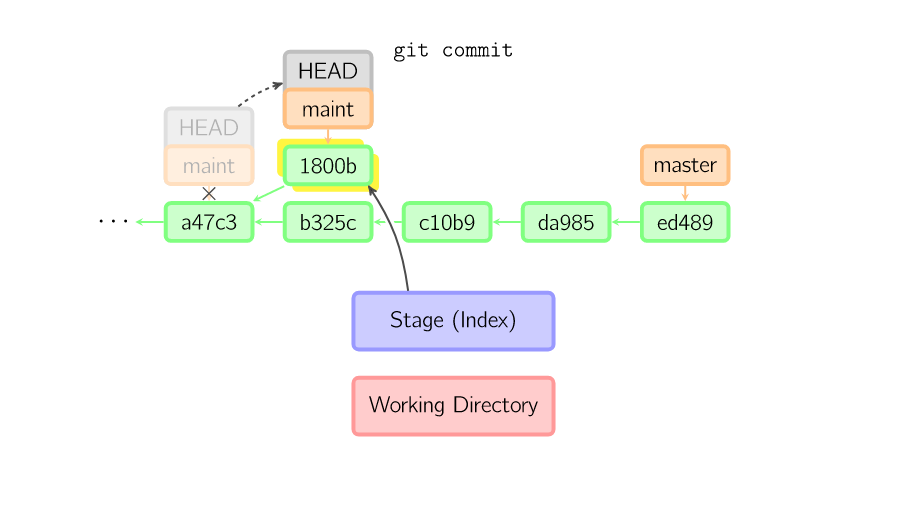 git commit
HEAD
maint
HEAD
maint
1800b
master
...
a47c3
b325c
c10b9
da985
ed489
Stage (Index)
Working Directory